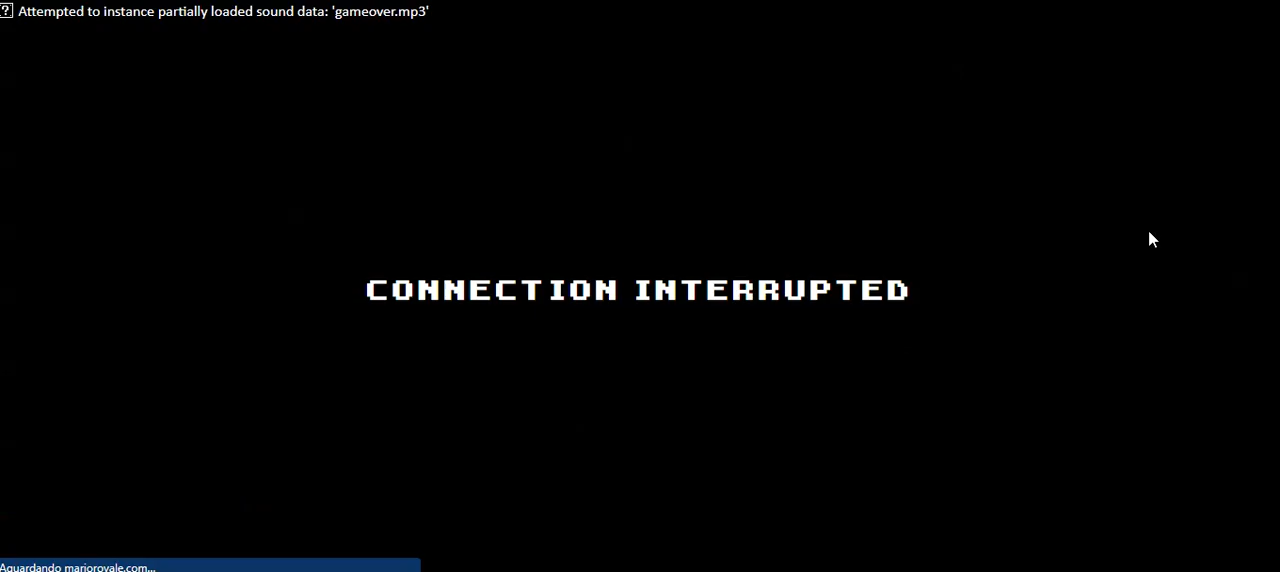 Attempted to instance partially loaded sound data: 'gameover.mp3'
CONNECTION INTERRUPTED
Aguardando marioroyale.com...